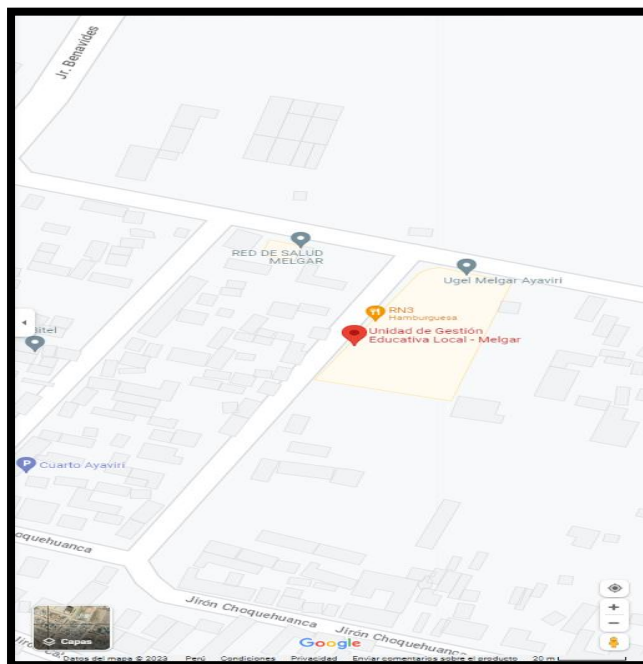 Jr. Benavides
RED DE SALUD
MELGAR
Ugel Melgar Ayaviri
RN3
Hamburguesa
Unidad de Gestión
Educativa Local - Melgar
Bitel
P Cuarto Ayaviri
oquehuanca
Jirón Choquehuanca
Jirón Choquehuanca
Capas
Google
Datos del mapa © 2023 Perú Condiciones Privacidad Enviar comentarios sobre el producto 20 m